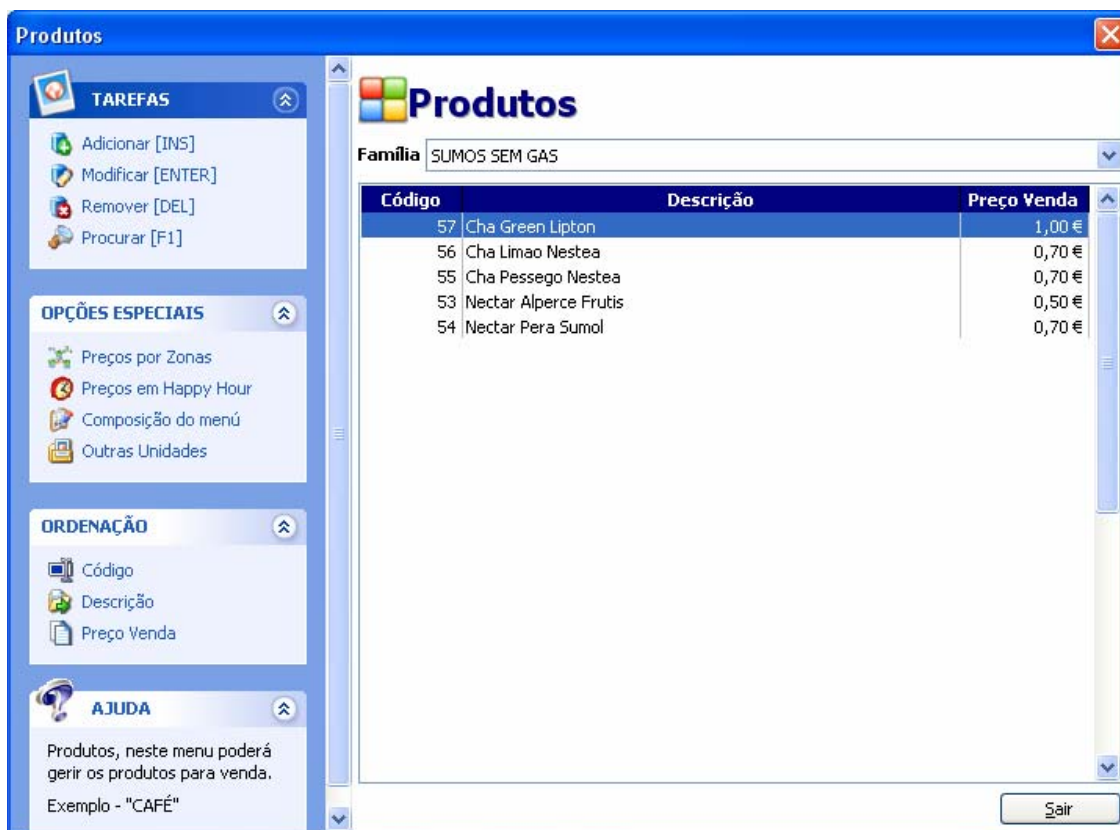 Produtos
TAREFAS
Adicionar [INS]
Modificar [ENTER]
Remover [DEL]
Procurar [F1]
OPÇÕES ESPECIAIS
Preços por Zonas
Preços em Happy Hour
Composição do menú
Outras Unidades
ORDENAÇÃO
Código
Descrição
Preço Venda
AJUDA
Produtos, neste menu poderá
gerir os produtos para venda.
Exemplo - "CAFÉ"
Produtos
Família SUMOS SEM GAS
Código Descrição Preço Venda
57 Cha Green Lipton 1,00 €
56 Cha Limao Nestea 0,70 €
55 Cha Pessego Nestea 0,70 €
53 Nectar Alperce Frutis 0,50 €
54 Nectar Pera Sumol 0,70 €
Sair